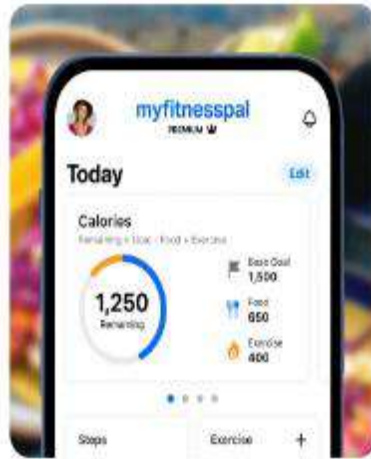 myfitnesspal
PREMIUM
Today
Edit
Calories
Remaining = Goal - Food + Exercise
1,250
Remaining
Base Goal
1,500
Food
650
Exercise
400
Steps
Exercise +